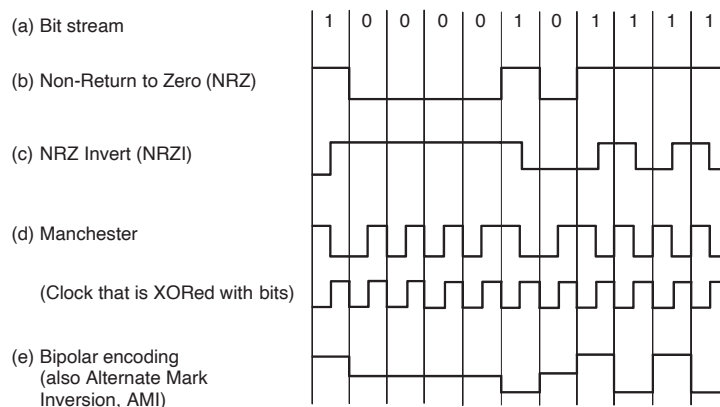 (a) Bit stream 1 0 0 0 0 1 0 1 1 1 1
(b) Non-Return to Zero (NRZ)
(c) NRZ Invert (NRZI)
(d) Manchester
(Clock that is XORed with bits)
(e) Bipolar encoding
(also Alternate Mark
Inversion, AMI)